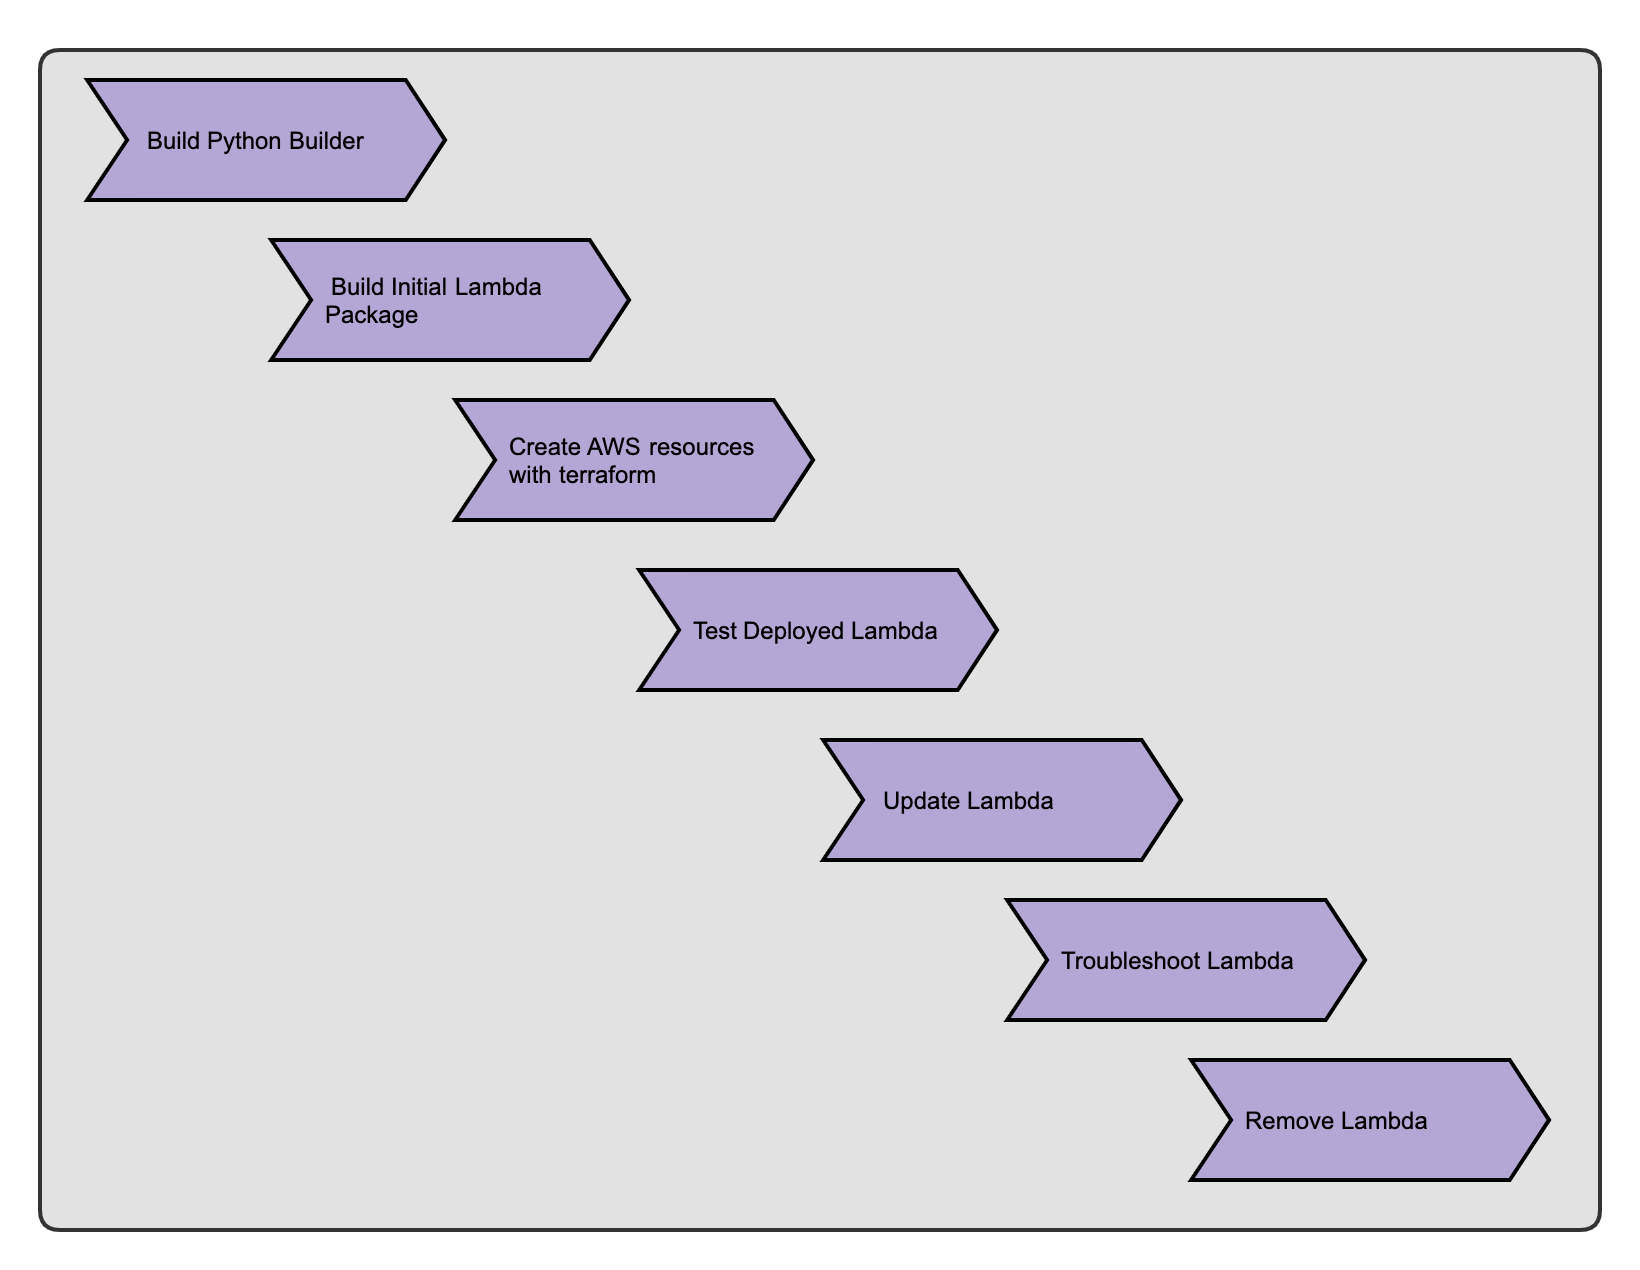 Build Python Builder
Build Initial Lambda
Package
Create AWS resources
with terraform
Test Deployed Lambda
Update Lambda
Troubleshoot Lambda
Remove Lambda